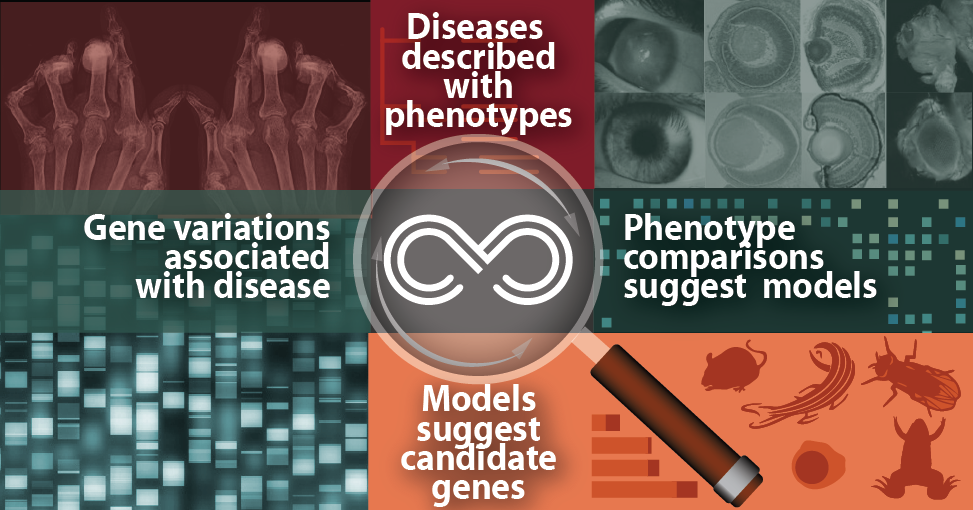 Diseases
described
with
phenotypes
Gene variations
associated
with disease
Phenotype
comparisons
suggest models
Models
suggest
candidate
genes